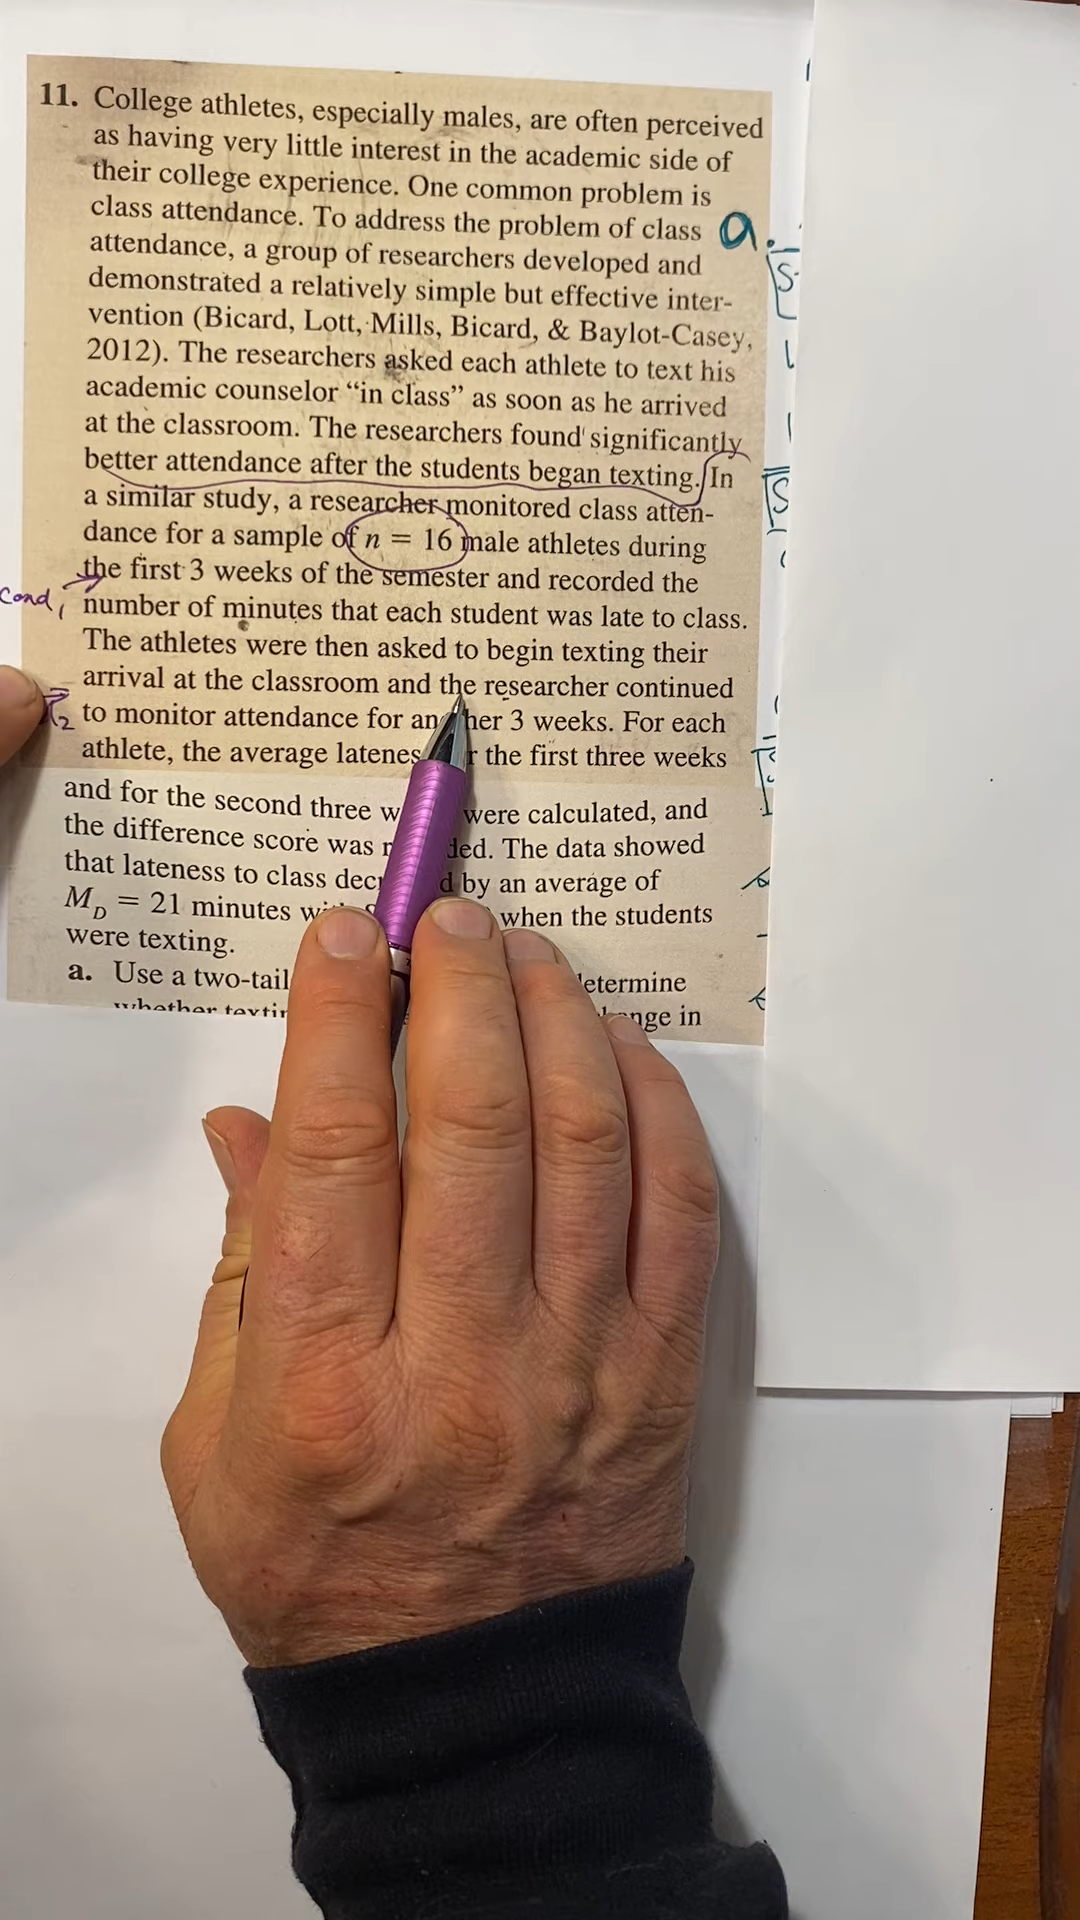 11. College athletes, especially males, are often perceived
as having very little interest in the academic side of
their college experience. One common problem is
class attendance. To address the problem of class
a.
attendance, a group of researchers developed and
demonstrated a relatively simple but effective inter-
vention (Bicard, Lott, Mills, Bicard, & Baylot-Casey,
2012). The researchers asked each athlete to text his
academic counselor “in class” as soon as he arrived
at the classroom. The researchers found significantly
better attendance after the students began texting. In
a similar study, a researcher monitored class atten-
dance for a sample of n = 16 male athletes during
the first 3 weeks of the semester and recorded the
Cond 1
number of minutes that each student was late to class.
The athletes were then asked to begin texting their
arrival at the classroom and the researcher continued
to monitor attendance for 3 weeks. For each
athlete, the average the first three weeks
and for the second three were calculated, and
the difference score was The data showed
that lateness to class by an average of
M_D = 21 minutes when the students
were texting.
a. Use a